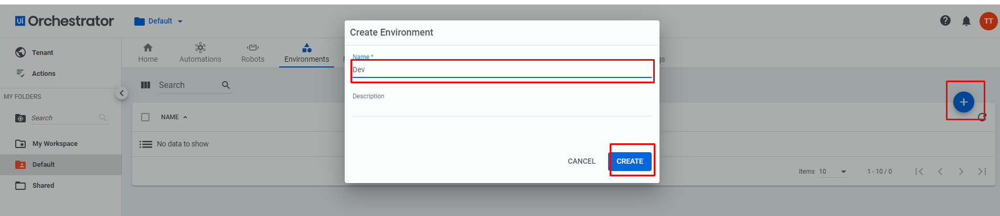 Ui Orchestrator
Default
TT
Tenant
Actions
MY FOLDERS
Search
My Workspace
Default
Shared
Home
Automations
Robots
Environments
Search
NAME
No data to show
Items 10
1 - 10 / 0
Create Environment
Name *
Dev
Description
CANCEL
CREATE